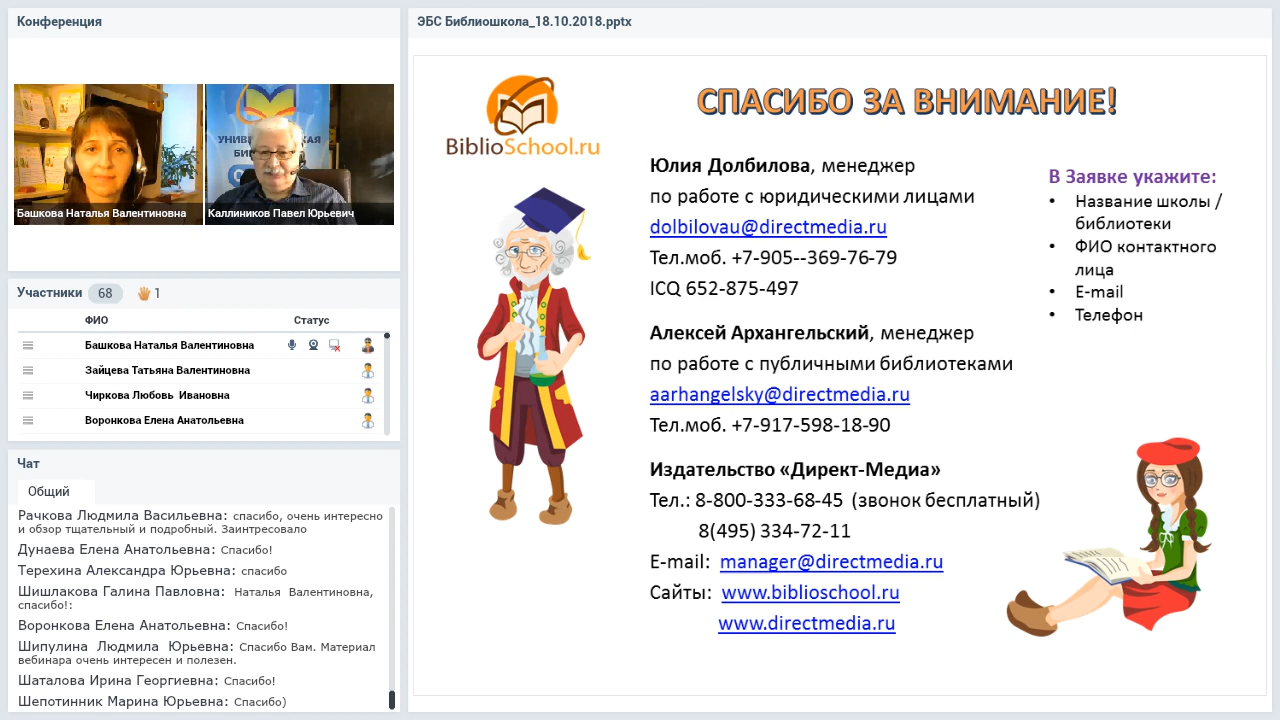 Конференция
УНИВ
КАЯ
БИБ
Башкова Наталья Валентиновна
Каллиников Павел Юрьевич
Участники 68 1
ФИО Статус
Башкова Наталья Валентиновна
Зайцева Татьяна Валентиновна
Чиркова Любовь Ивановна
Воронкова Елена Анатольевна
Чат
Общий
Рачкова Людмила Васильевна: спасибо, очень интересно
и обзор тщательный и подробный. Заинтресовало
Дунаева Елена Анатольевна: Спасибо!
Терехина Александра Юрьевна: спасибо
Шишлакова Галина Павловна: Наталья Валентиновна,
спасибо!:
Воронкова Елена Анатольевна: Спасибо!
Шипулина Людмила Юрьевна: Спасибо Вам. Материал
вебинара очень интересен и полезен.
Шаталова Ирина Георгиевна: Спасибо!
Шепотинник Марина Юрьевна: Спасибо)
ЭБС Библиошкола_18.10.2018.pptx
BiblioSchool.ru
СПАСИБО ЗА ВНИМАНИЕ!
Юлия Долбилова, менеджер
по работе с юридическими лицами
dolbilovau@directmedia.ru
Тел.моб. +7-905--369-76-79
ICQ 652-875-497
Алексей Архангельский, менеджер
по работе с публичными библиотеками
aarhangelsky@directmedia.ru
Тел.моб. +7-917-598-18-90
Издательство «Директ-Медиа»
Тел.: 8-800-333-68-45 (звонок бесплатный)
8(495) 334-72-11
E-mail: manager@directmedia.ru
Сайты: www.biblioschool.ru
www.directmedia.ru
В Заявке укажите:
• Название школы /
библиотеки
• ФИО контактного
лица
• E-mail
• Телефон